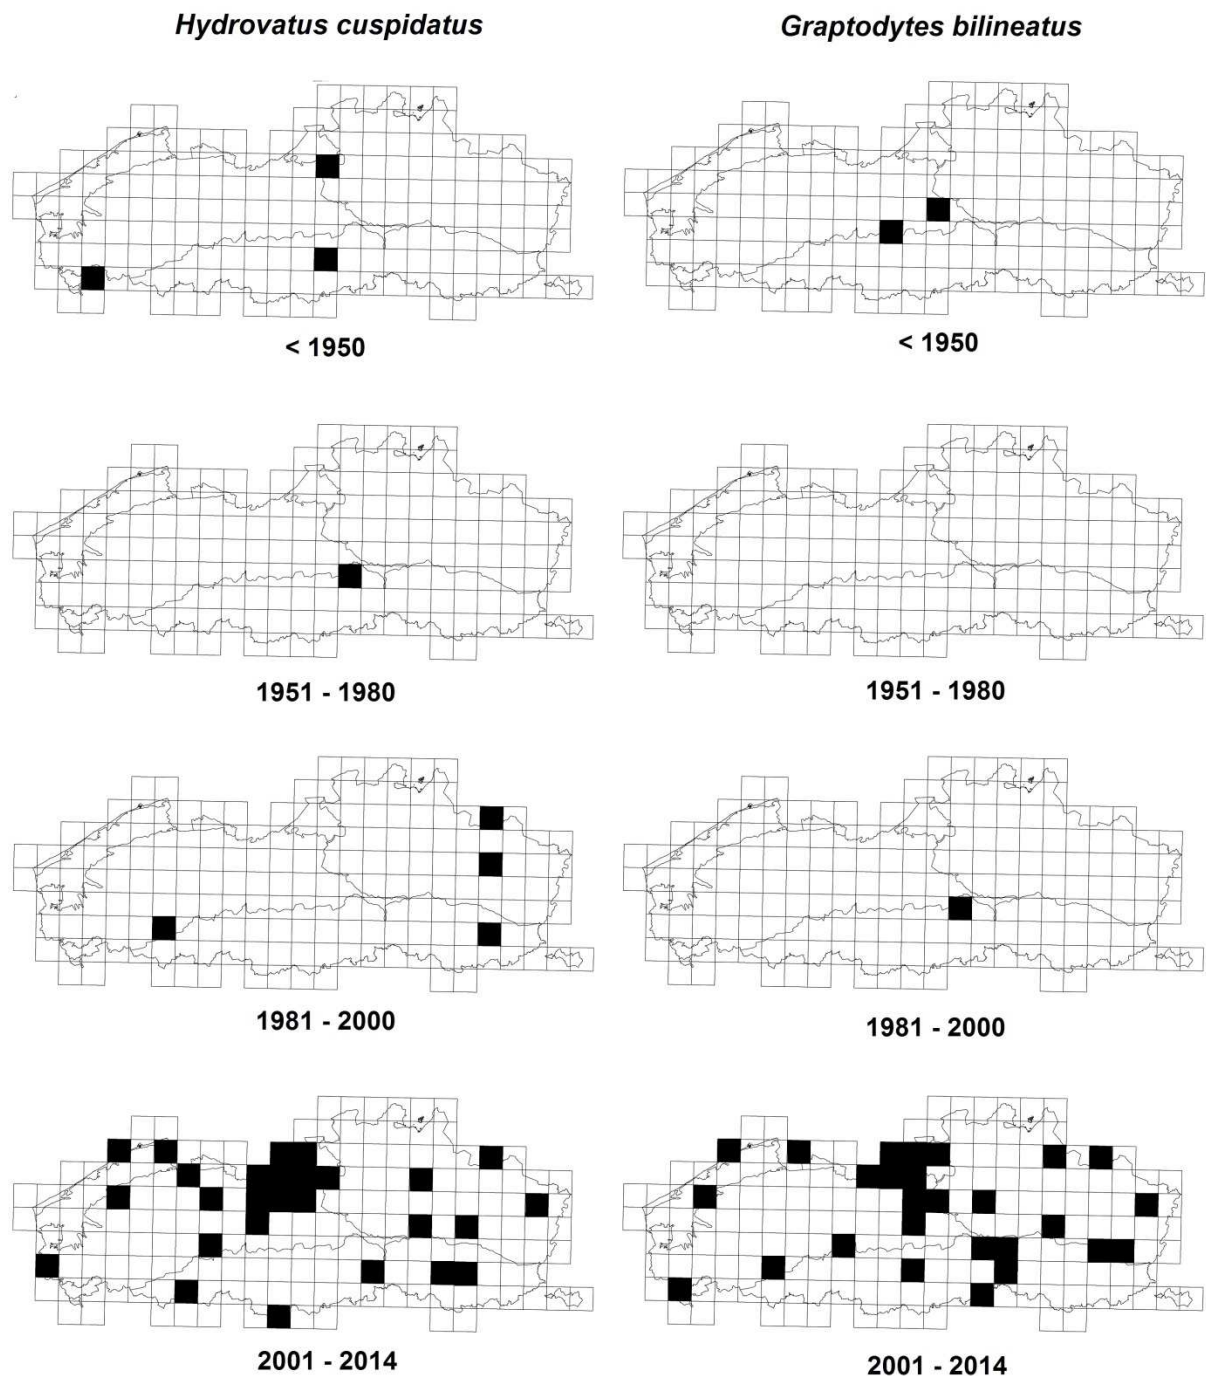 Hydrovatus cuspidatus
Graptodytes bilineatus
< 1950
< 1950
1951 - 1980
1951 - 1980
1981 - 2000
1981 - 2000
2001 - 2014
2001 - 2014